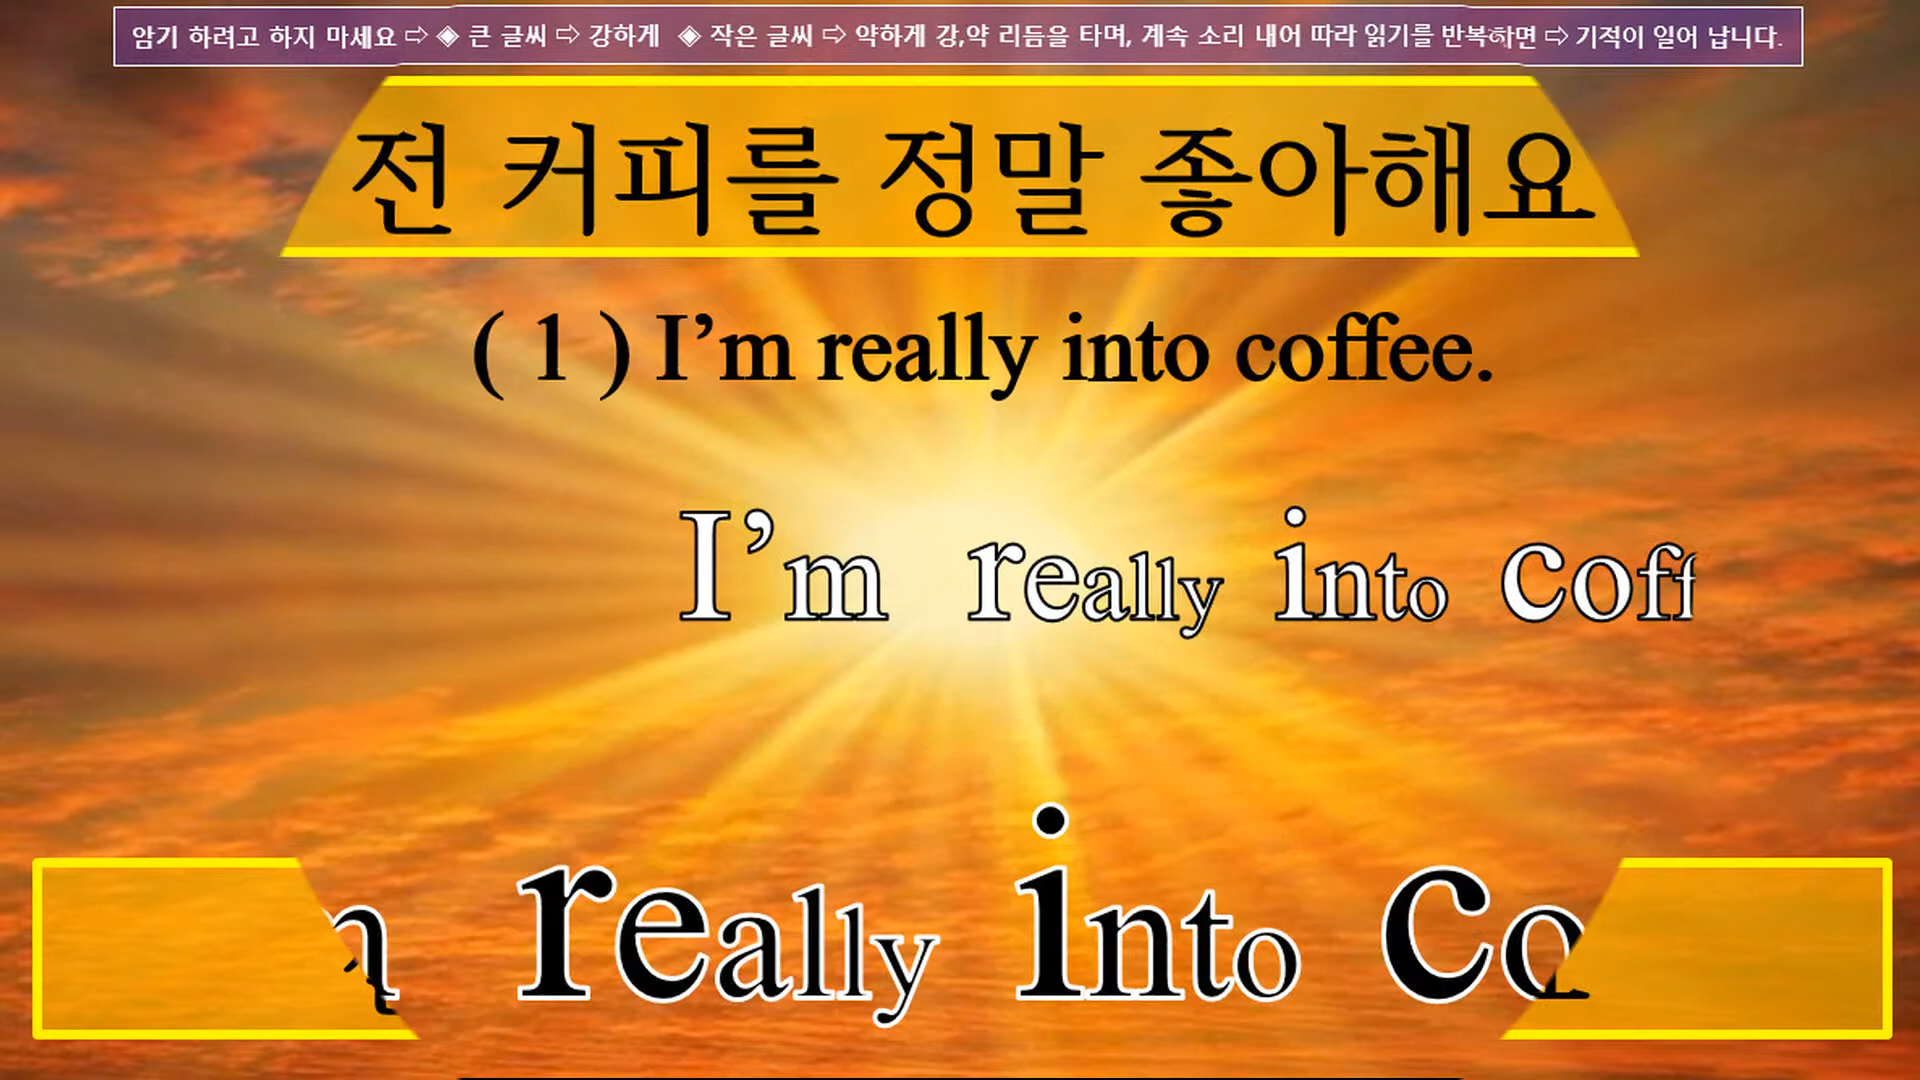 암기 하려고 하지 마세요 ⇨ ◈ 큰 글씨 ⇨ 강하게 ◈ 작은 글씨 ⇨ 약하게 강,약 리듬을 타며, 계속 소리 내어 따라 읽기를 반복하면 ⇨ 기적이 일어 납니다.
전 커피를 정말 좋아해요
( 1 ) I’m really into coffee.
I’m really into coff
m really into co